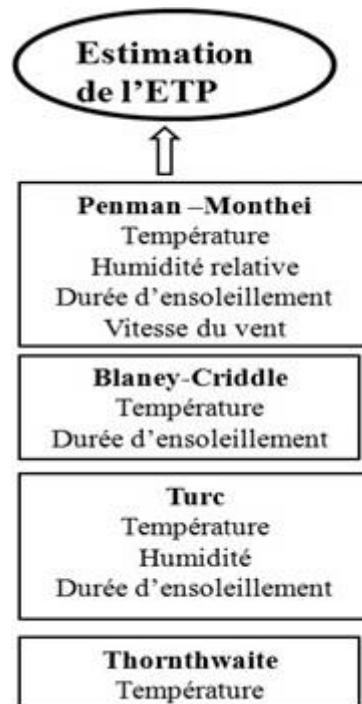 Estimation
de l’ETP
Penman –Monthei
Température
Humidité relative
Durée d’ensoleillement
Vitesse du vent
Blaney-Criddle
Température
Durée d’ensoleillement
Turc
Température
Humidité
Durée d’ensoleillement
Thornthwaite
Température